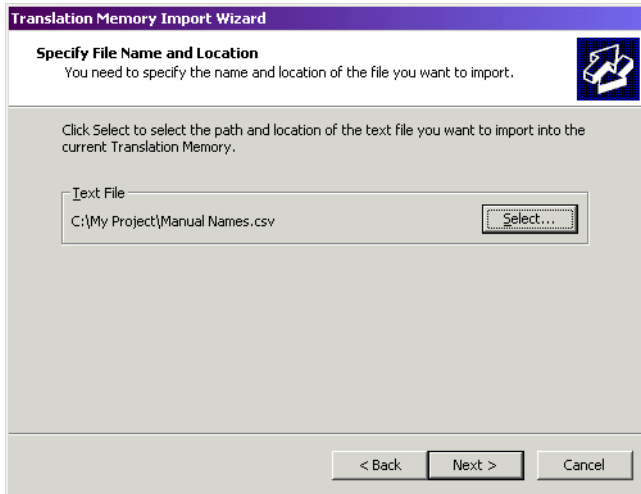 Translation Memory Import Wizard
Specify File Name and Location
You need to specify the name and location of the file you want to import.
Click Select to select the path and location of the text file you want to import into the
current Translation Memory.
Text File
C:\My Project\Manual Names.csv
Select...
< Back
Next >
Cancel